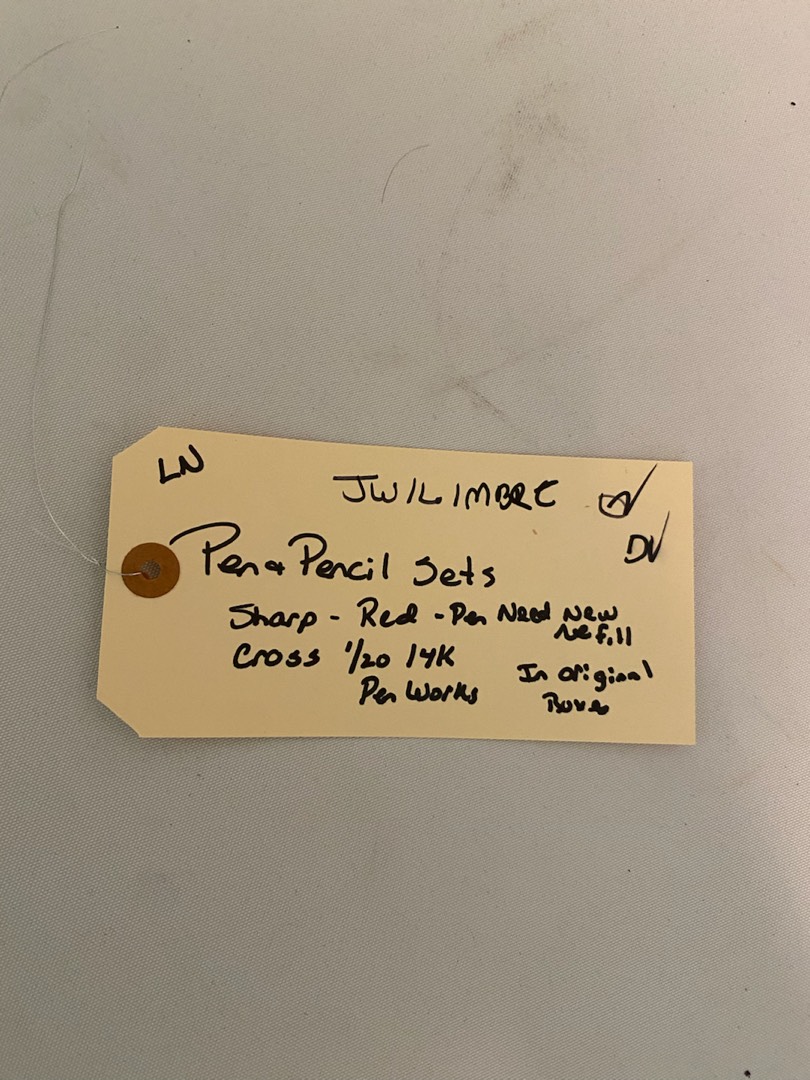 LN
JW/L/MBRC
DV
Pen & Pencil Sets
Sharp - Red - Pen Need New
Refill
Cross 1/20 14K
Pen Works
In original
Boxes